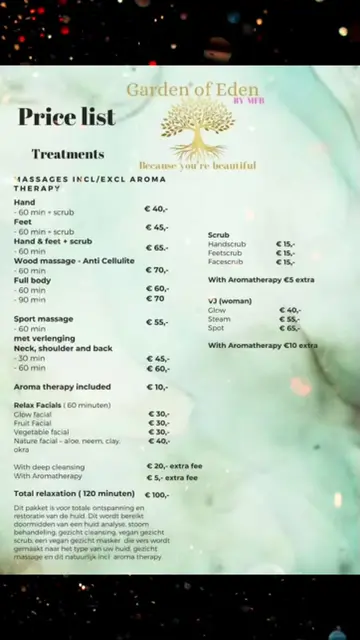 Garden of Eden
BY MFB
Price list
Because you're beautiful
Treatments
MASSAGES INCL/EXCL AROMA
THERAPY
Hand
- 60 min + scrub € 40,-
Feet
- 60 min + scrub € 45,-
Hand & feet + scrub
- 60 min € 65.-
Wood massage - Anti Cellulite
- 60 min € 70,-
Full body
- 60 min € 60,-
- 90 min € 70
Sport massage
- 60 min € 55,-
met verlenging
Neck, shoulder and back
- 30 min € 45,-
- 60 min € 60,-
Aroma therapy included € 10,-
Relax Facials ( 60 minuten)
Glow facial € 30,-
Fruit Facial € 30,-
Vegetable facial € 30,-
Nature facial - aloe, neem, clay, € 40,-
okra
With deep cleansing € 20,- extra fee
With Aromatherapy € 5,- extra fee
Total relaxation ( 120 minuten) € 100,-
Dit pakket is voor totale ontspanning en
restoratie van de huid. Dit wordt bereikt
doormidden van een huid analyse, stoom
behandeling, gezicht cleansing, vegan gezicht
scrub, een vegan gezicht masker die vers wordt
gemaakt naar het type van uw huid, gezicht
massage en dit natuurlijk incl aroma therapy.
Scrub
Handscrub € 15,-
Feetscrub € 15,-
Facescrub € 15,-
With Aromatherapy €5 extra
VJ (woman)
Glow € 40,-
Steam € 55,-
Spot € 65,-
With Aromatherapy €10 extra